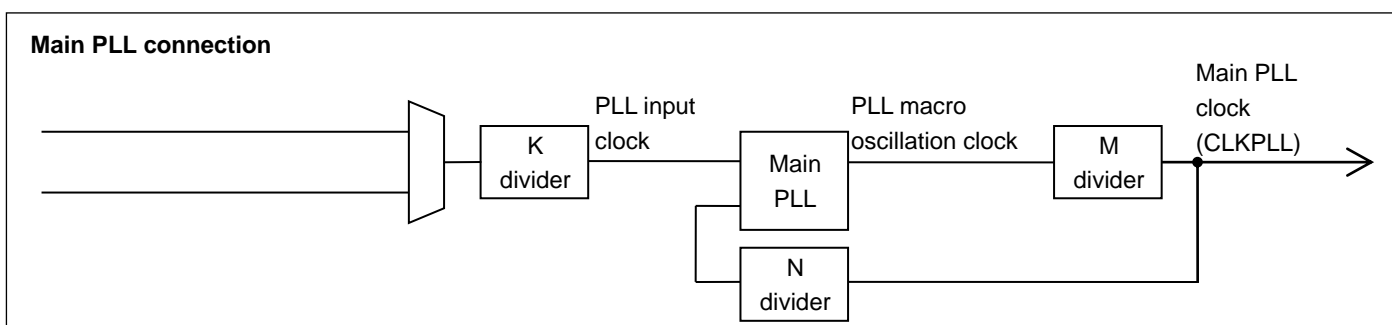 Main PLL connection
K
divider
PLL input
clock
Main
PLL
PLL macro
oscillation clock
M
divider
Main PLL
clock
(CLKPLL)
N
divider